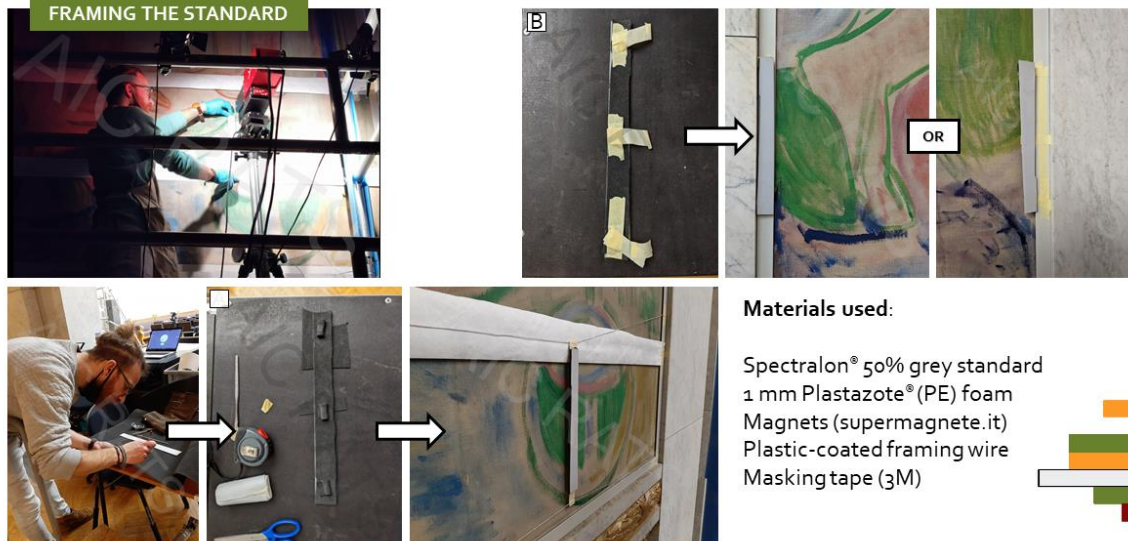 FRAMING THE STANDARD
B
OR
A
Materials used:
Spectralon® 50% grey standard
1 mm Plastazote® (PE) foam
Magnets (supermagnete.it)
Plastic-coated framing wire
Masking tape (3M)